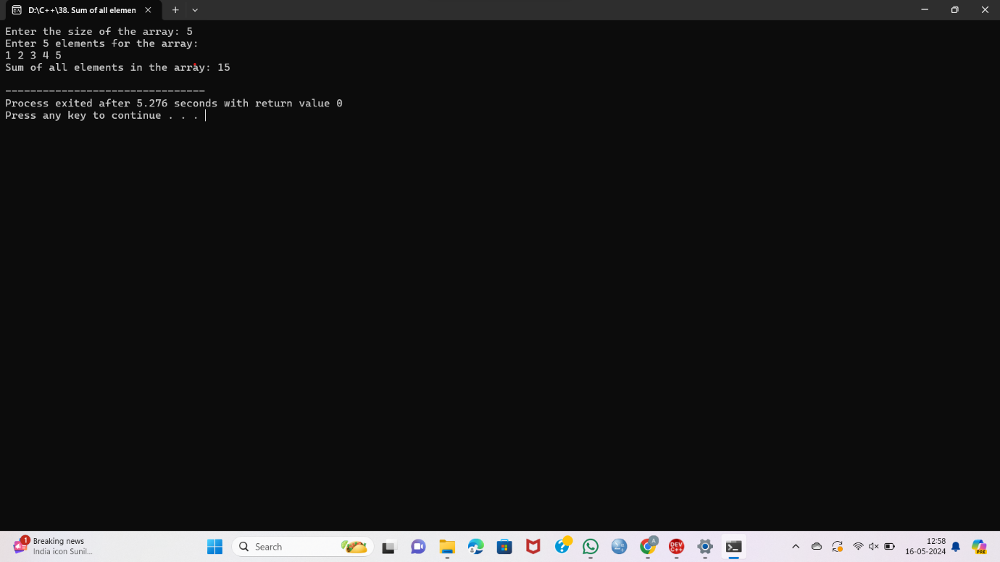 D:\C++\38. Sum of all elemen
Enter the size of the array: 5
Enter 5 elements for the array:
1 2 3 4 5
Sum of all elements in the array: 15
--------------------------------
Process exited after 5.276 seconds with return value 0
Press any key to continue . . .
1
Breaking news
India icon Sunil...
Search
A
DEV
C++
12:58
16-05-2024
PRE